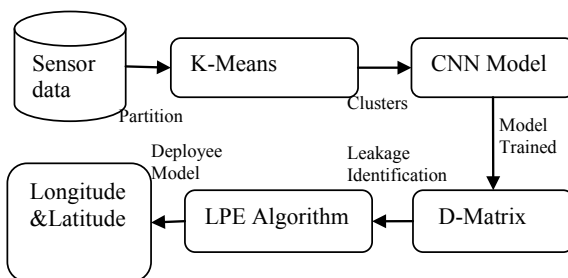 Sensor
data
Partition
K-Means
Clusters
CNN Model
Model
Trained
D-Matrix
Leakage
Identification
LPE Algorithm
Deployee
Model
Longitude
&Latitude